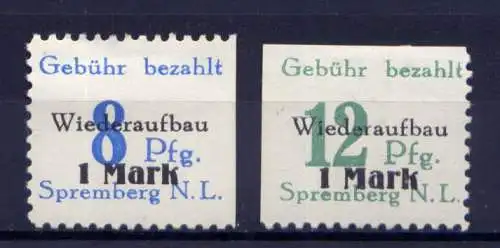 Gebühr bezahlt
Wiederaufbau
8 Pfg.
1 Mark
Spremberg N.L.
Gebühr bezahlt
Wiederaufbau
12 Pfg.
1 Mark
Spremberg N.L.